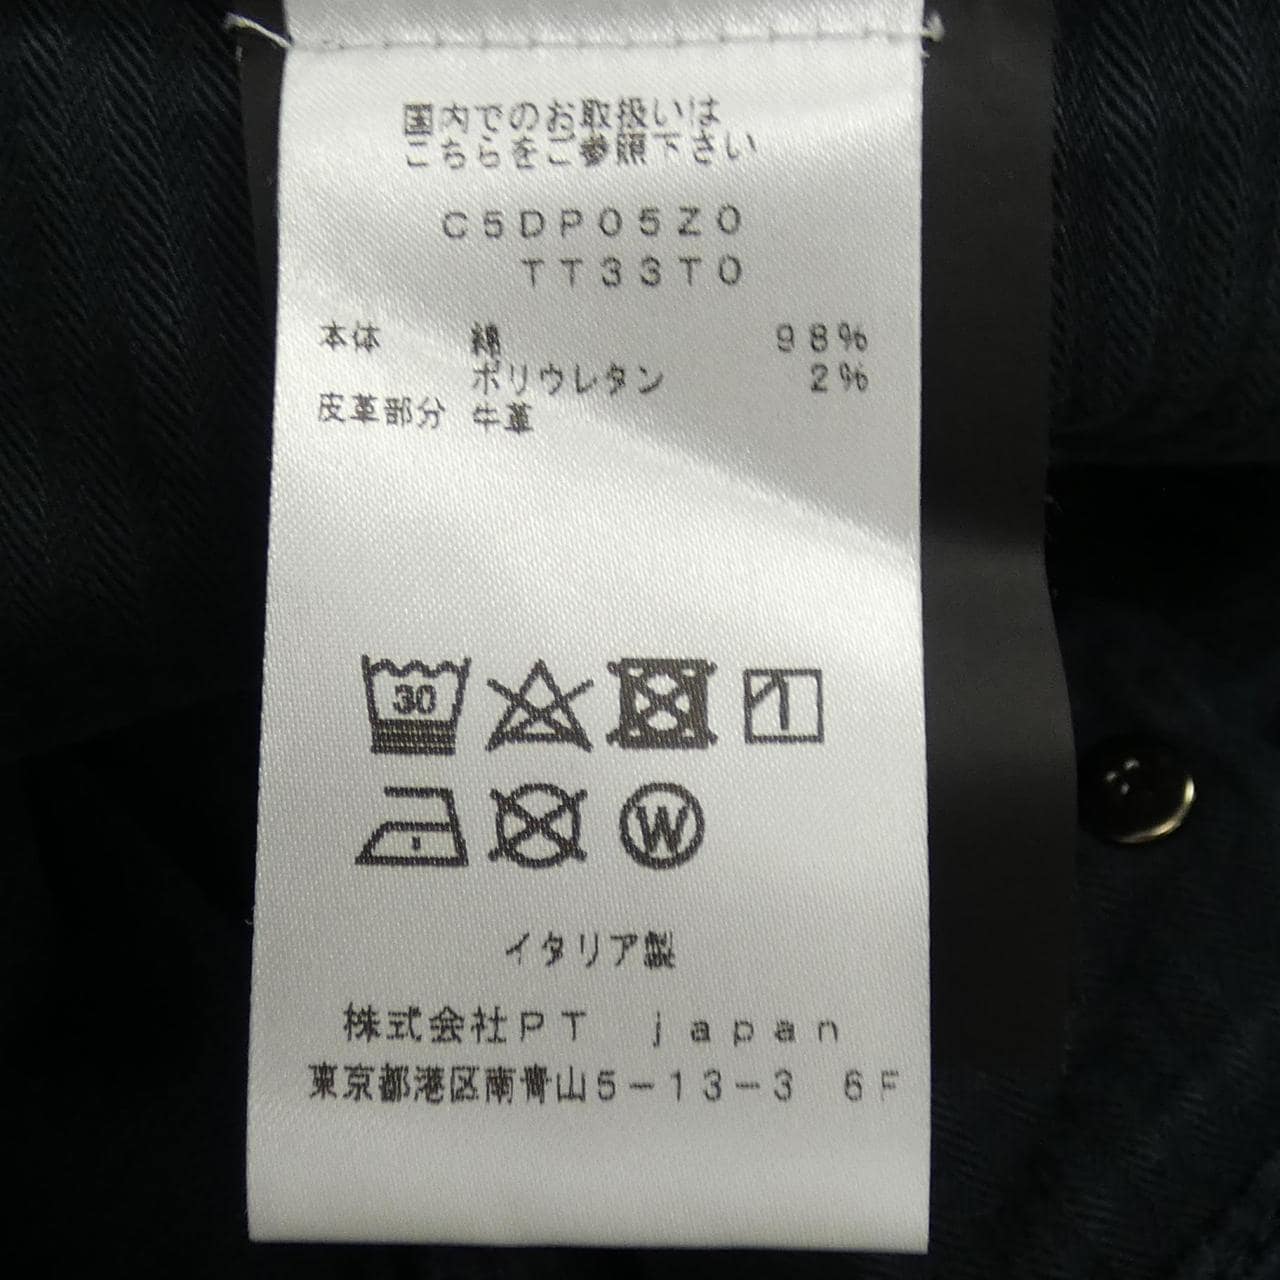 国内でのお取扱いは
こちらをご参照下さい
C5DP05Z0
TT33T0
本体 綿 98%
ポリウレタン 2%
皮革部分 牛革
30
W
イタリア製
株式会社PT japan
東京都港区南青山5-13-3 6F